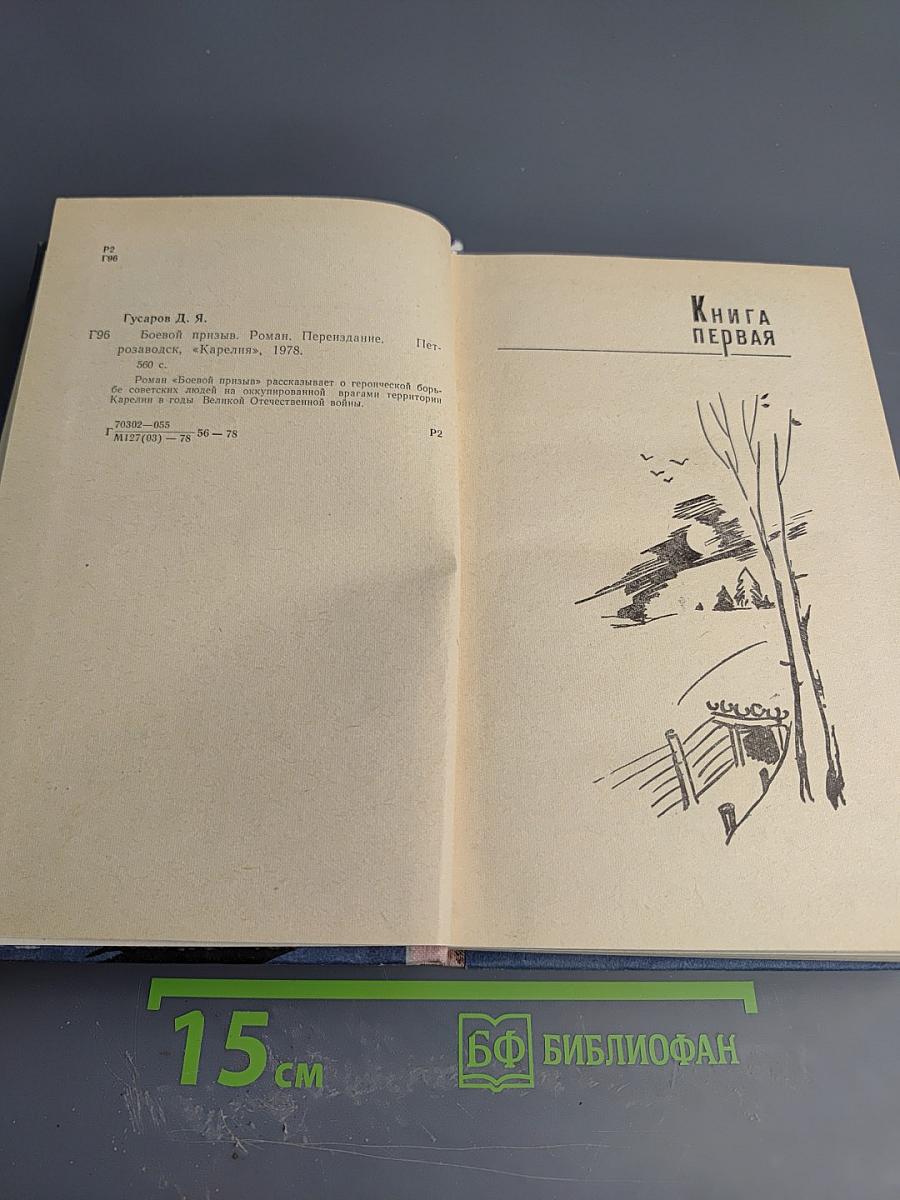 Р2
Г96
Гусаров Д. Я.
Г96 Боевой призыв. Роман. Переиздание. Пет-
розаводск, «Карелия», 1978.
560 с.
Роман «Боевой призыв» рассказывает о героической борь-
бе советских людей на оккупированной врагами территории
Карелии в годы Великой Отечественной войны.
Г 70302—055
М127(03) — 78 56 — 78 Р2
Книга
первая
15 см
БФ БИБЛИОФАН